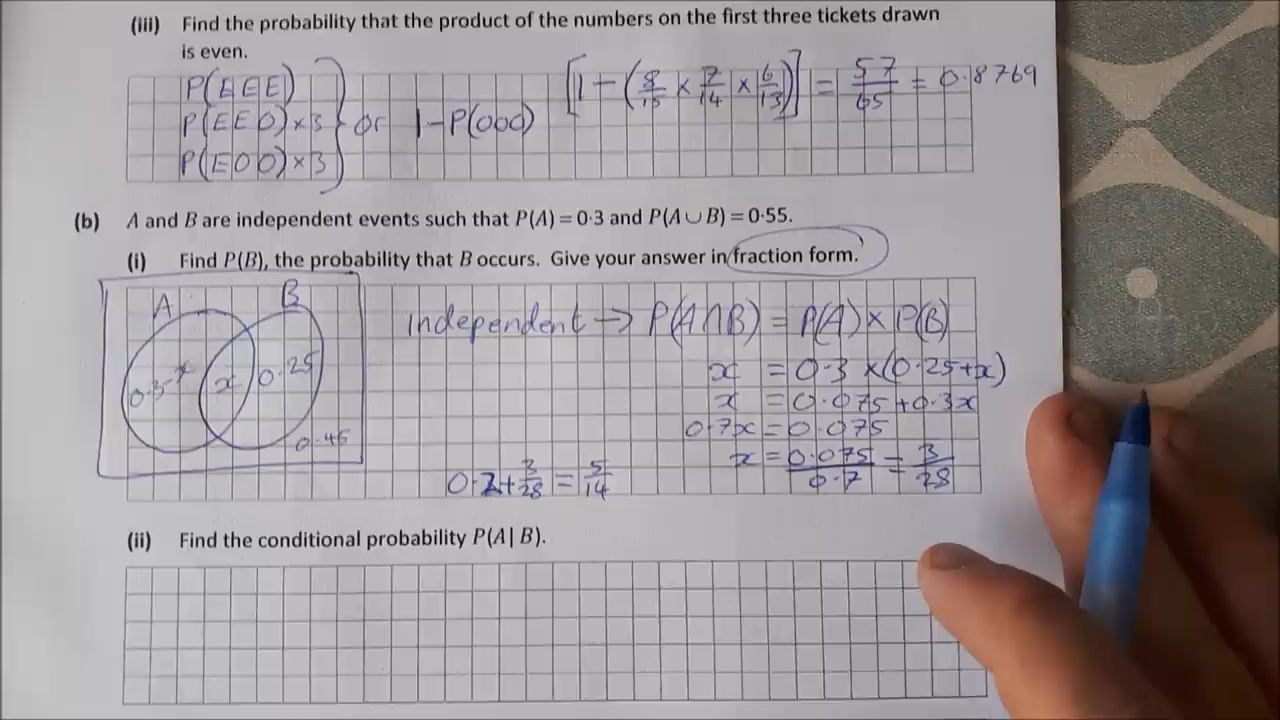 (iii) Find the probability that the product of the numbers on the first three tickets drawn
is even.
P(EEE)
P(EEO)×3
P(EOO)×3
or 1-P(OOO)
[1-(8/15 × 7/14 × 6/13)] = 57/65 = 0.8769
(b) A and B are independent events such that P(A) = 0·3 and P(A ∪ B) = 0·55.
(i) Find P(B), the probability that B occurs. Give your answer in fraction form.
A B
0.3-x x 0.25
0.45
Independent → P(A∩B) = P(A)×P(B)
x = 0.3 ×(0.25+x)
x = 0.075+0.3x
0.7x = 0.075
x = 0.075/0.7 = 3/28
+ 3/28 = 5/14
(ii) Find the conditional probability P(A| B).